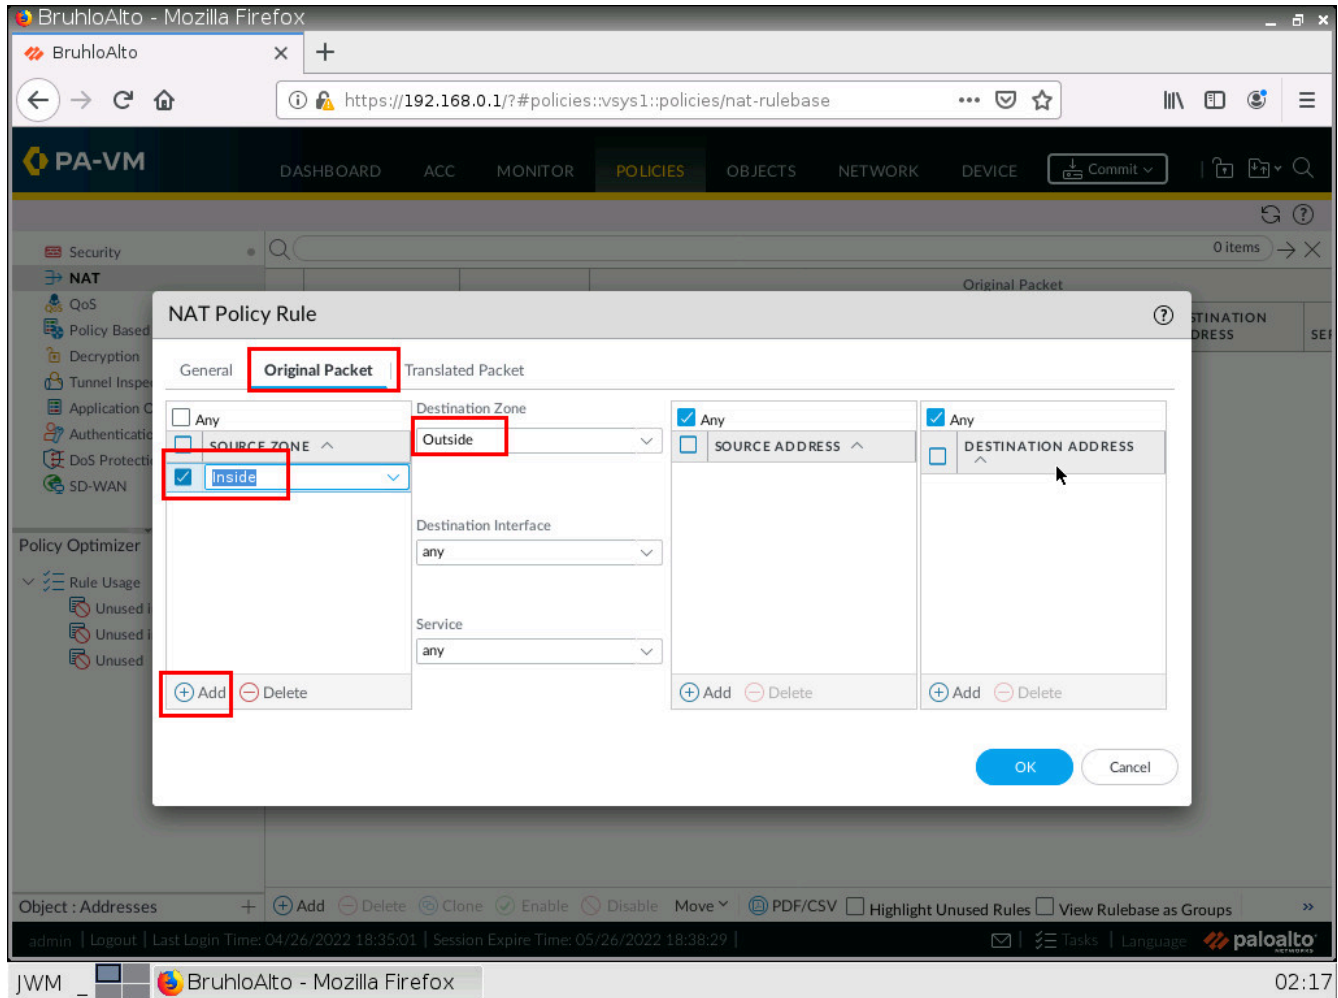 BruhloAlto - Mozilla Firefox
BruhloAlto
https://192.168.0.1/?#policies::vsys1::policies/nat-rulebase
PA-VM
DASHBOARD ACC MONITOR POLICIES OBJECTS NETWORK DEVICE Commit
Security
0 items
NAT
Original Packet
QoS
Policy Based
TINATION
DRESS
SE
Decryption
Tunnel Inspe
Application C
Authenticatio
DoS Protecti
SD-WAN
NAT Policy Rule
General Original Packet Translated Packet
Any
SOURCE ZONE
Inside
Add Delete
Destination Zone
Outside
Destination Interface
any
Service
any
Any
SOURCE ADDRESS
Add Delete
Any
DESTINATION ADDRESS
Add Delete
OK Cancel
Policy Optimizer
Rule Usage
Unused i
Unused i
Unused
Object : Addresses
Add Delete Clone Enable Disable Move PDF/CSV Highlight Unused Rules View Rulebase as Groups
admin | Logout | Last Login Time: 04/26/2022 18:35:01 | Session Expire Time: 05/26/2022 18:38:29 |
Tasks | Language
paloalto
NETWORKS
JWM
BruhloAlto - Mozilla Firefox
02:17